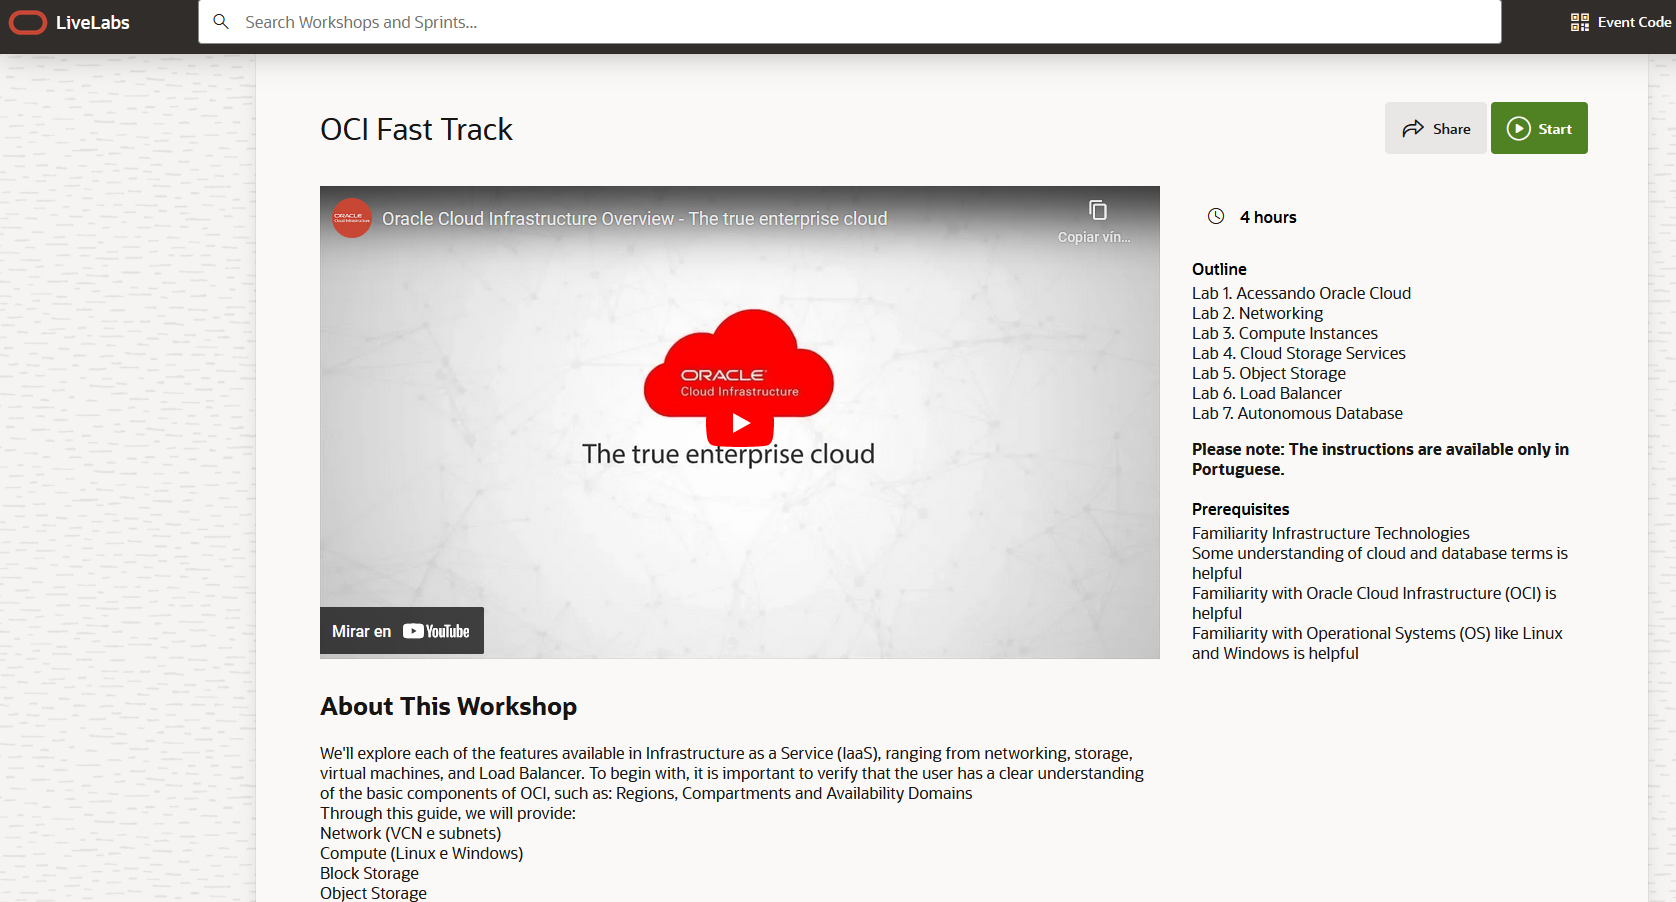 LiveLabs
Search Workshops and Sprints...
Event Code
OCI Fast Track
Share
Start
ORACLE
Cloud Infrastructure
Oracle Cloud Infrastructure Overview - The true enterprise cloud
Copiar vín...
ORACLE
Cloud Infrastructure
The true enterprise cloud
Mirar en YouTube
4 hours
Outline
Lab 1. Acessando Oracle Cloud
Lab 2. Networking
Lab 3. Compute Instances
Lab 4. Cloud Storage Services
Lab 5. Object Storage
Lab 6. Load Balancer
Lab 7. Autonomous Database
Please note: The instructions are available only in
Portuguese.
Prerequisites
Familiarity Infrastructure Technologies
Some understanding of cloud and database terms is
helpful
Familiarity with Oracle Cloud Infrastructure (OCI) is
helpful
Familiarity with Operational Systems (OS) like Linux
and Windows is helpful
About This Workshop
We'll explore each of the features available in Infrastructure as a Service (IaaS), ranging from networking, storage,
virtual machines, and Load Balancer. To begin with, it is important to verify that the user has a clear understanding
of the basic components of OCI, such as: Regions, Compartments and Availability Domains
Through this guide, we will provide:
Network (VCN e subnets)
Compute (Linux e Windows)
Block Storage
Object Storage